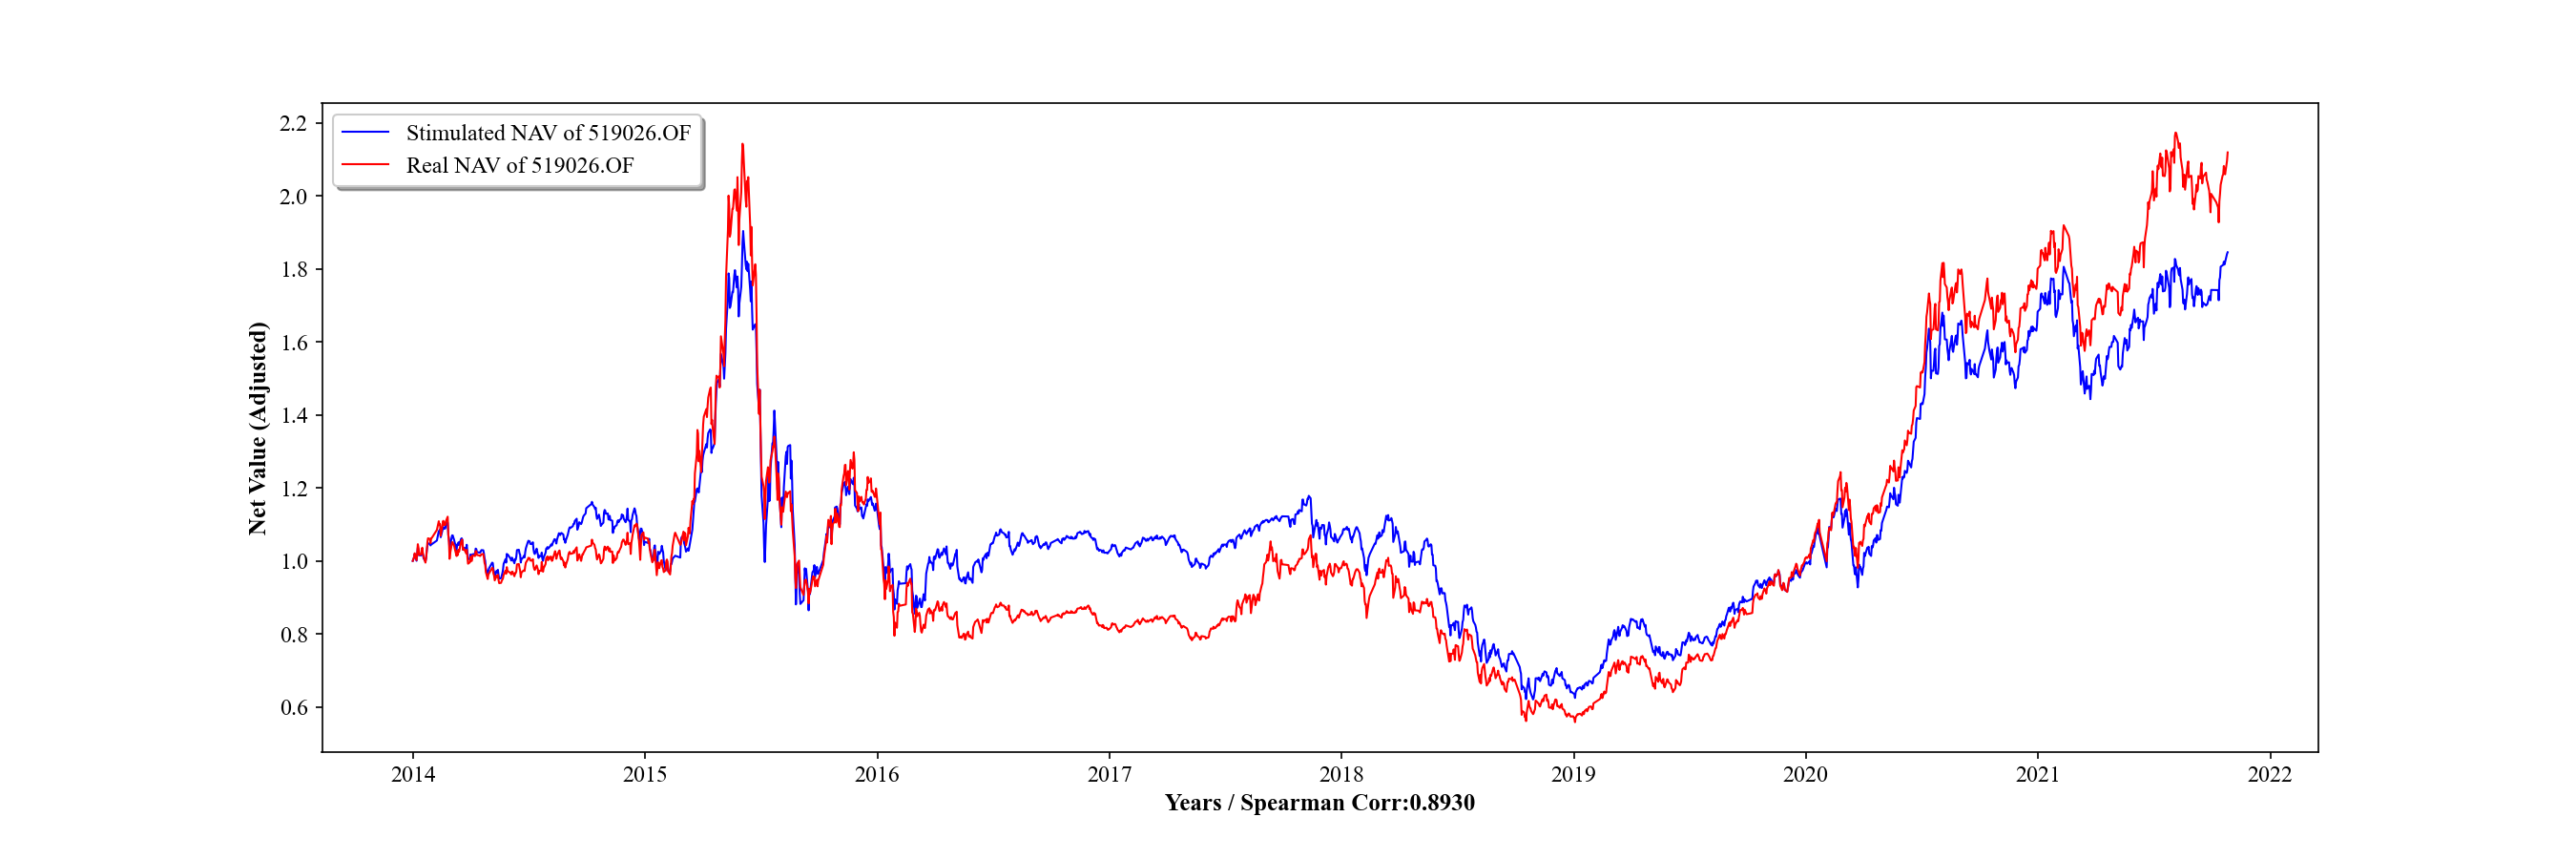 Stimulated NAV of 519026.OF
Real NAV of 519026.OF
Net Value (Adjusted)
2.2
2.0
1.8
1.6
1.4
1.2
1.0
0.8
0.6
2014 2015 2016 2017 2018 2019 2020 2021 2022
Years / Spearman Corr:0.8930